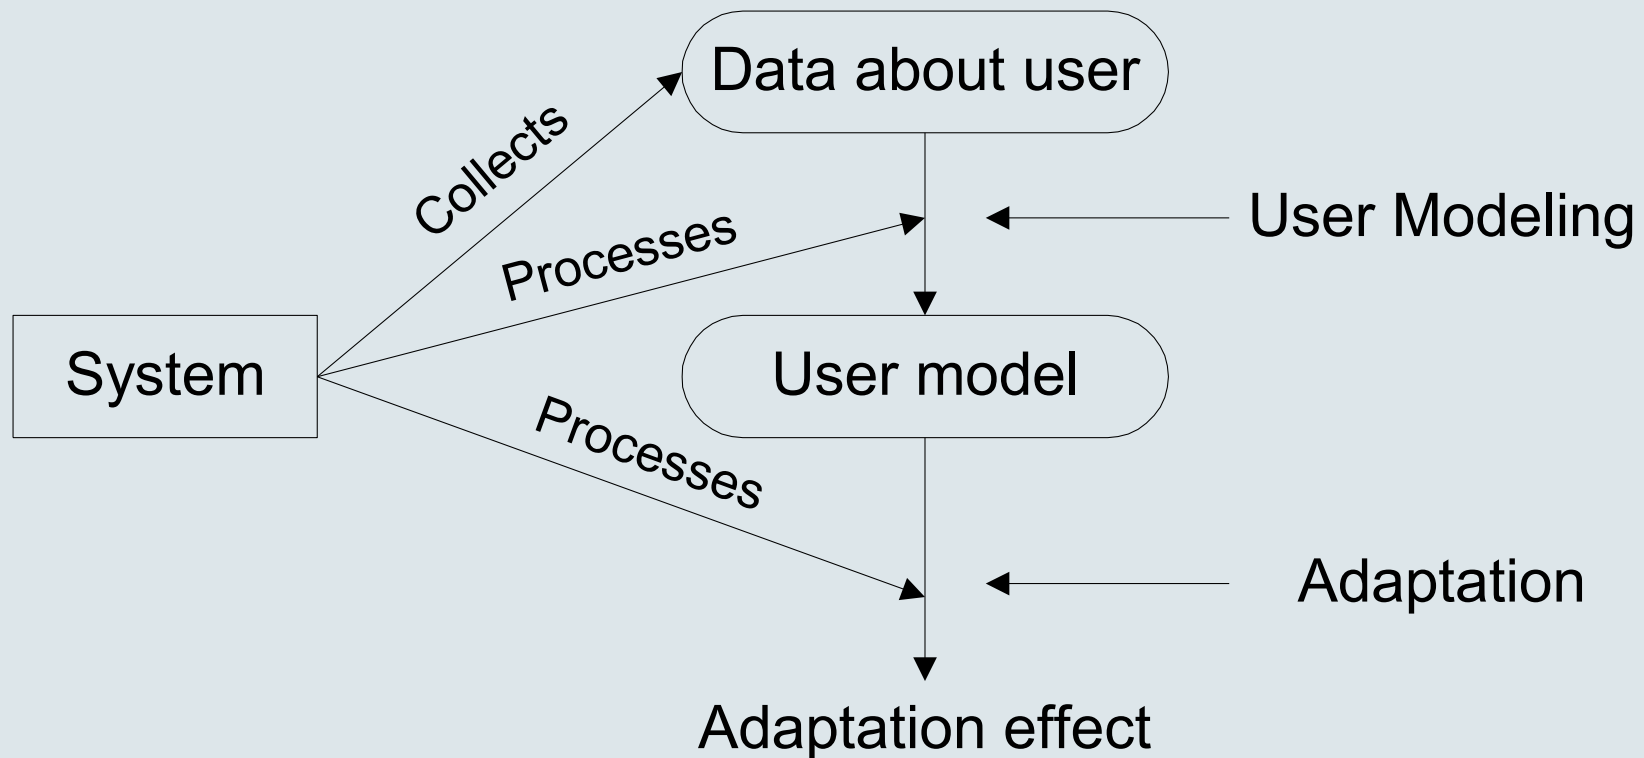 Data about user
Collects
User Modeling
Processes
System
User model
Processes
Adaptation
Adaptation effect